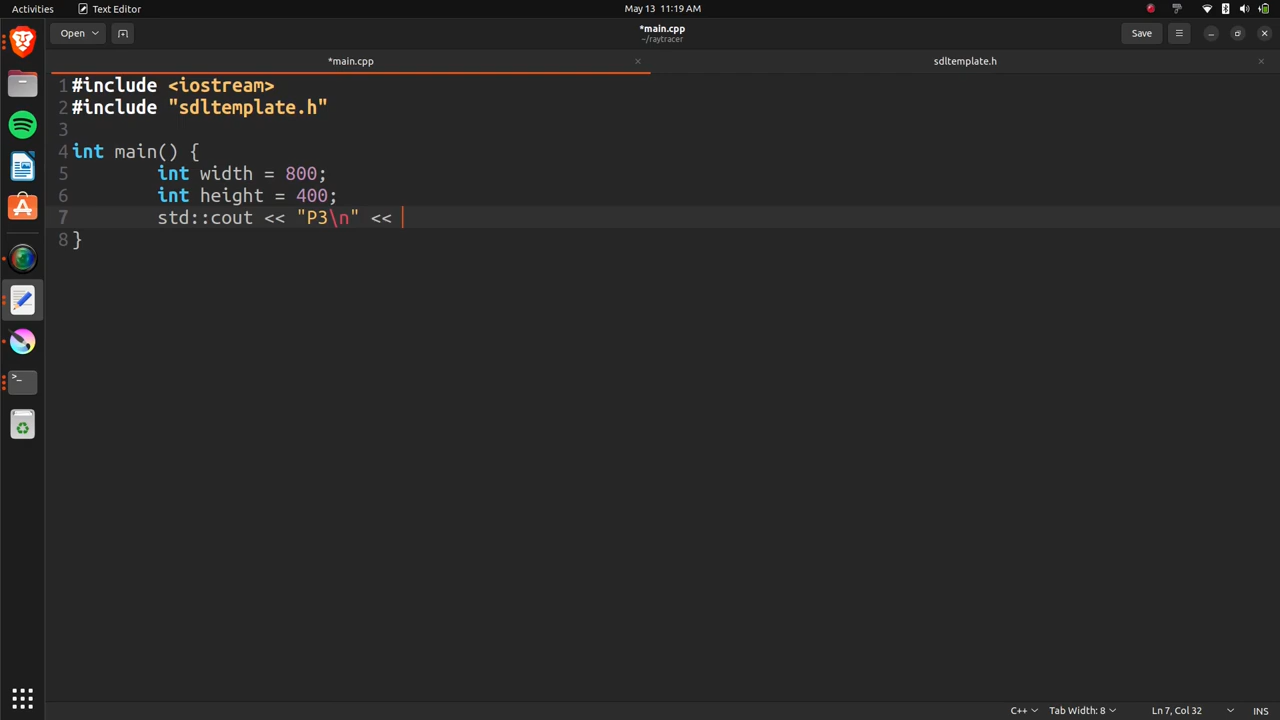 Activities Text Editor May 13 11:19 AM
Open *main.cpp Save
~/raytracer
*main.cpp sdltemplate.h
1 #include <iostream>
2 #include "sdltemplate.h"
3
4 int main() {
5 int width = 800;
6 int height = 400;
7 std::cout << "P3\n" <<
8 }
C++ Tab Width: 8 Ln 7, Col 32 INS